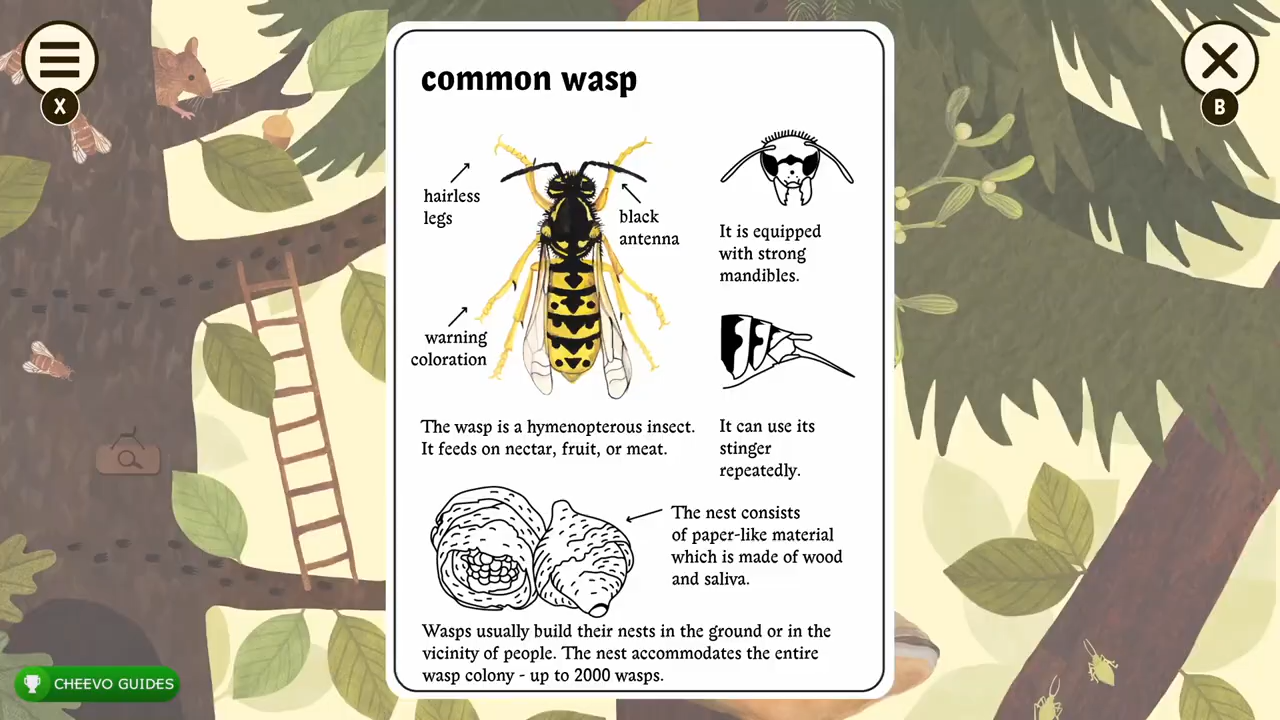 common wasp
X
B
hairless
legs
black
antenna
It is equipped
with strong
mandibles.
warning
coloration
The wasp is a hymenopterous insect.
It feeds on nectar, fruit, or meat.
It can use its
stinger
repeatedly.
The nest consists
of paper-like material
which is made of wood
and saliva.
Wasps usually build their nests in the ground or in the
vicinity of people. The nest accommodates the entire
wasp colony - up to 2000 wasps.
CHEEVO GUIDES